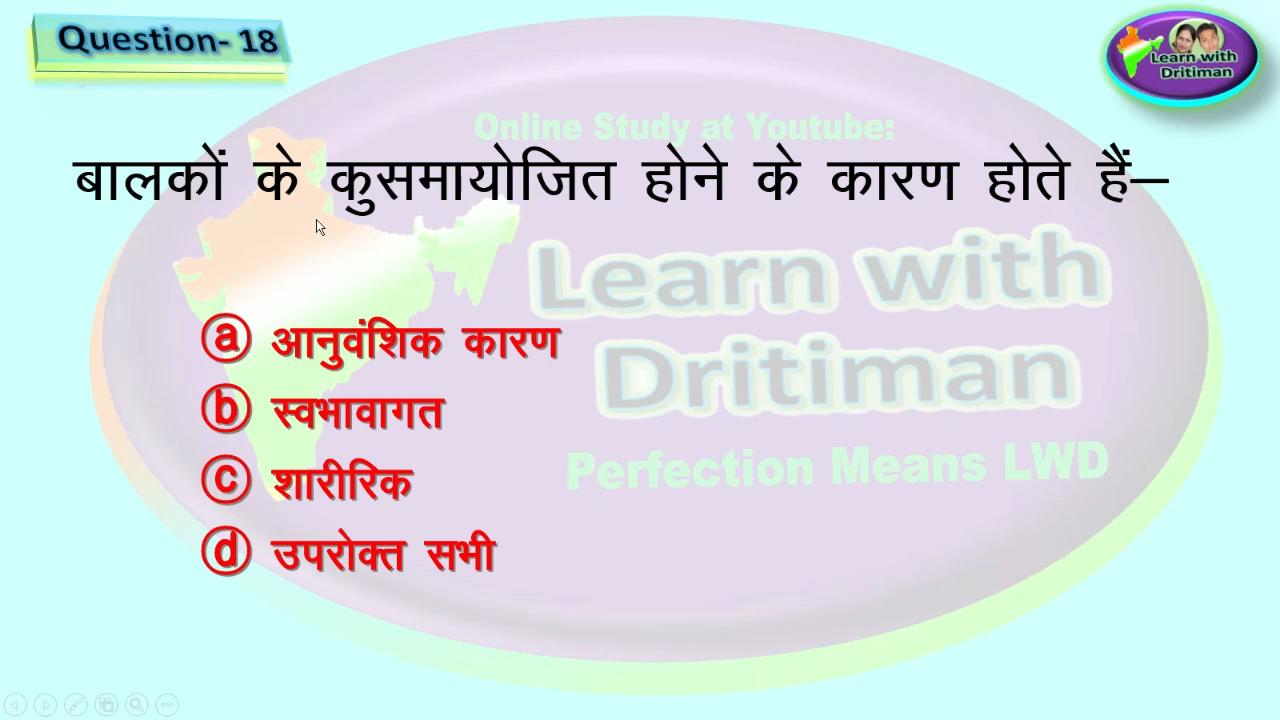 Question- 18
Learn with
Dritiman
Online Study at Youtube:
बालकों के कुसमायोजित होने के कारण होते हैं–
Learn with
Dritiman
Perfection Means LWD
ⓐ आनुवंशिक कारण
ⓑ स्वभावागत
ⓒ शारीरिक
ⓓ उपरोक्त सभी